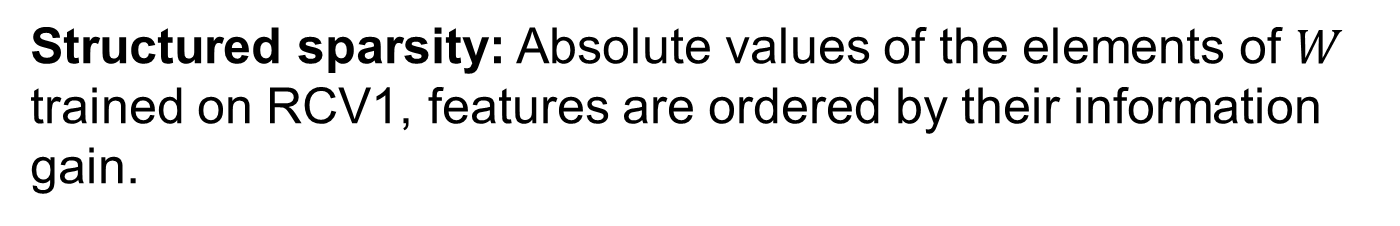 Structured sparsity: Absolute values of the elements of W
trained on RCV1, features are ordered by their information
gain.